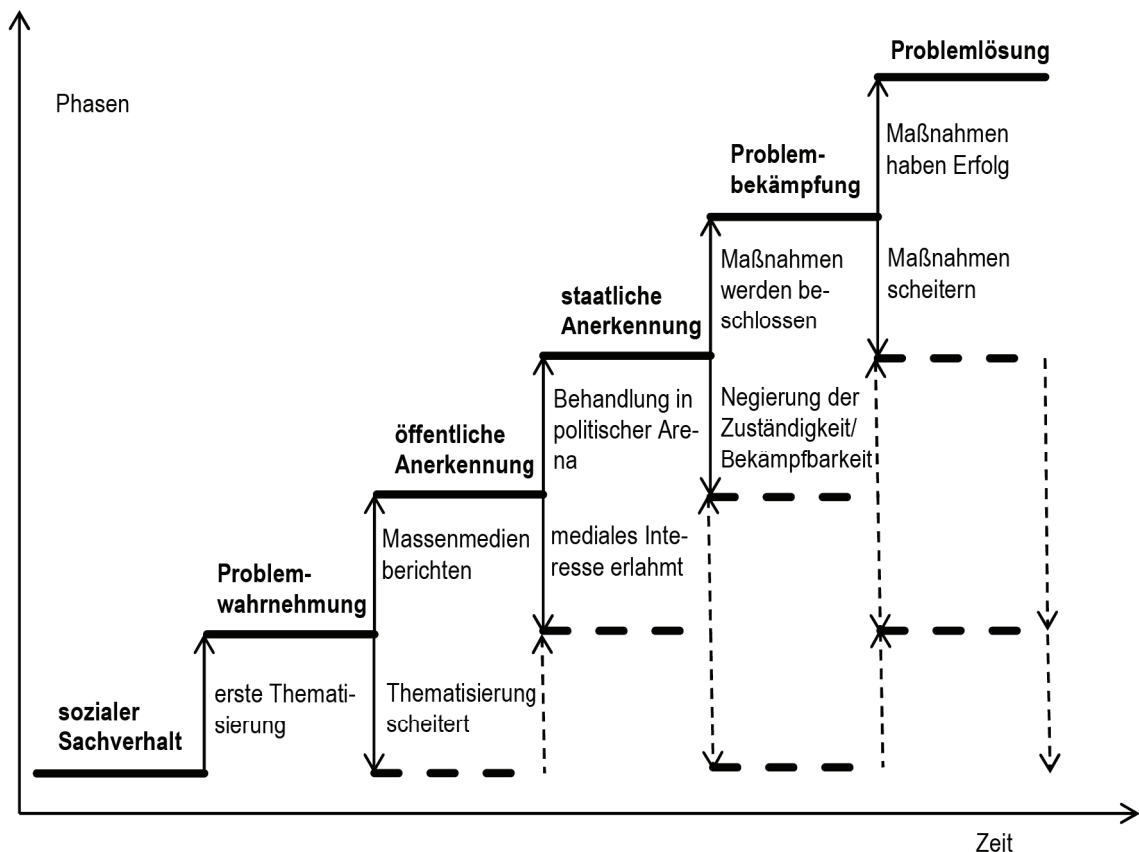 Phasen
Problemlösung
Maßnahmen
haben Erfolg
Problem-
bekämpfung
Maßnahmen
scheitern
Maßnahmen
werden be-
schlossen
staatliche
Anerkennung
Negierung der
Zuständigkeit/
Bekämpfbarkeit
Behandlung in
politischer Are-
na
öffentliche
Anerkennung
mediales Inte-
resse erlahmt
Massenmedien
berichten
Problem-
wahrnehmung
Thematisierung
scheitert
erste Themati-
sierung
sozialer
Sachverhalt
Zeit